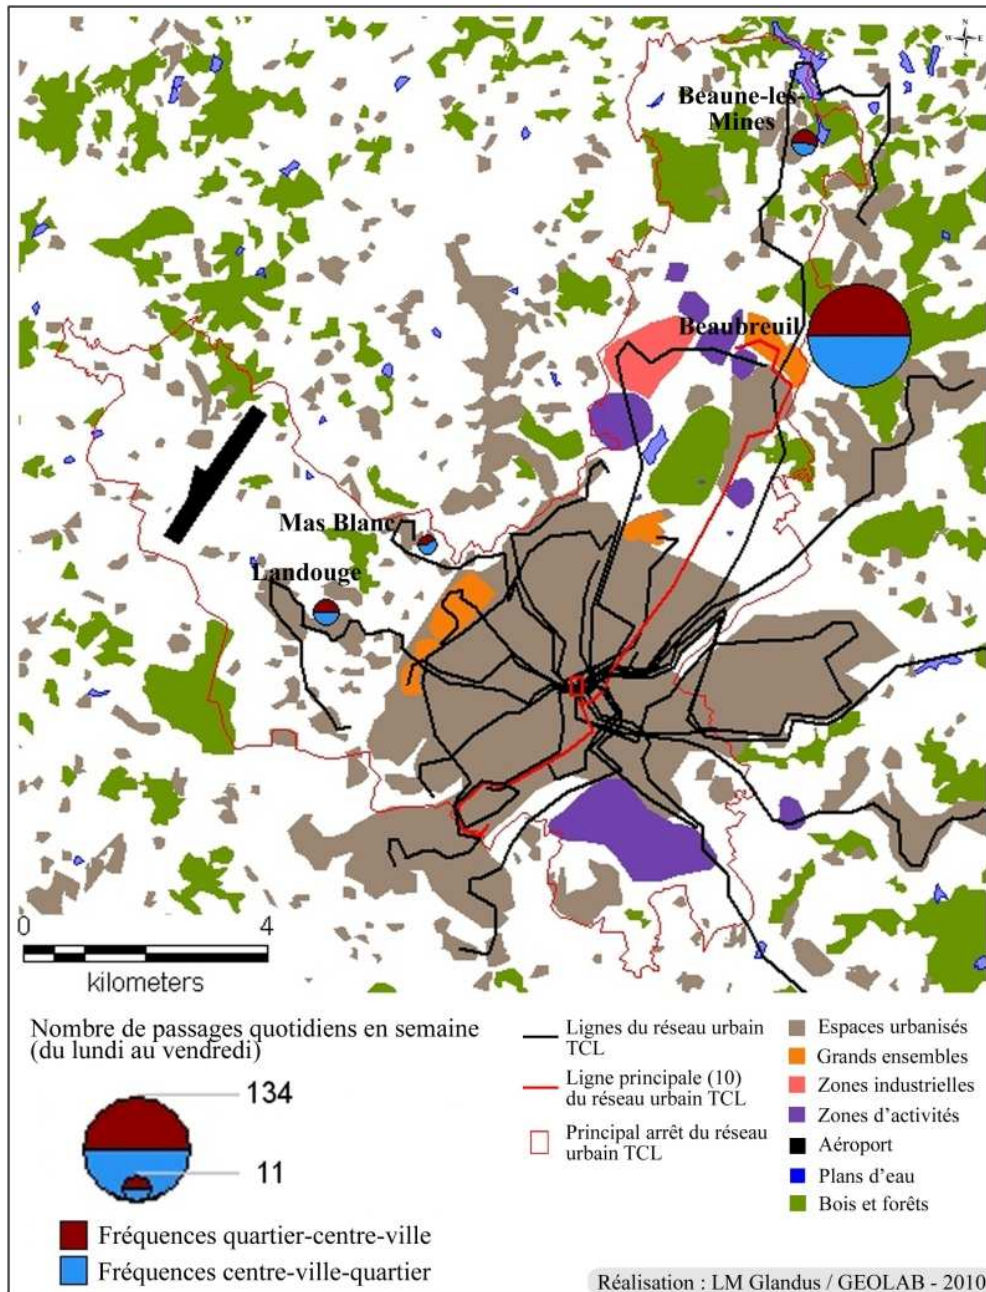 N
W E
S
Beaune-les-
Mines
Beaubreuil
Mas Blanc
Landouge
0 4
kilometers
Nombre de passages quotidiens en semaine
(du lundi au vendredi)
134
11
Fréquences quartier-centre-ville
Fréquences centre-ville-quartier
Lignes du réseau urbain
TCL
Ligne principale (10)
du réseau urbain TCL
Principal arrêt du réseau
urbain TCL
Espaces urbanisés
Grands ensembles
Zones industrielles
Zones d'activités
Aéroport
Plans d'eau
Bois et forêts
Réalisation : LM Glandus / GEOLAB - 2010